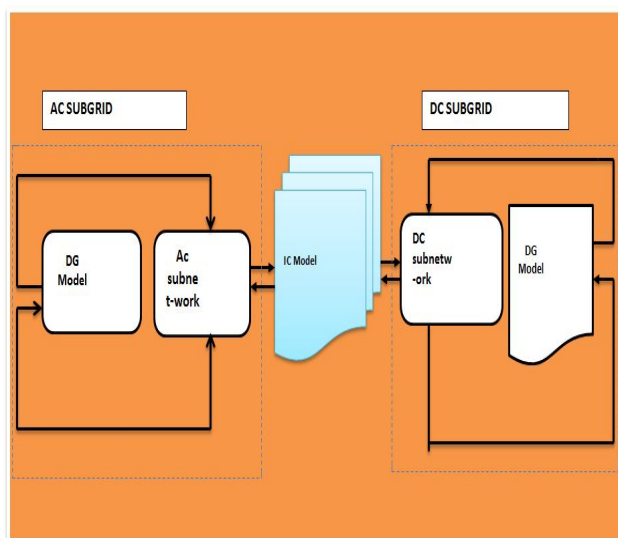 AC SUBGRID
DC SUBGRID
DG
Model
Ac
subne
t-work
IC Model
DC
subnetw
-ork
DG
Model